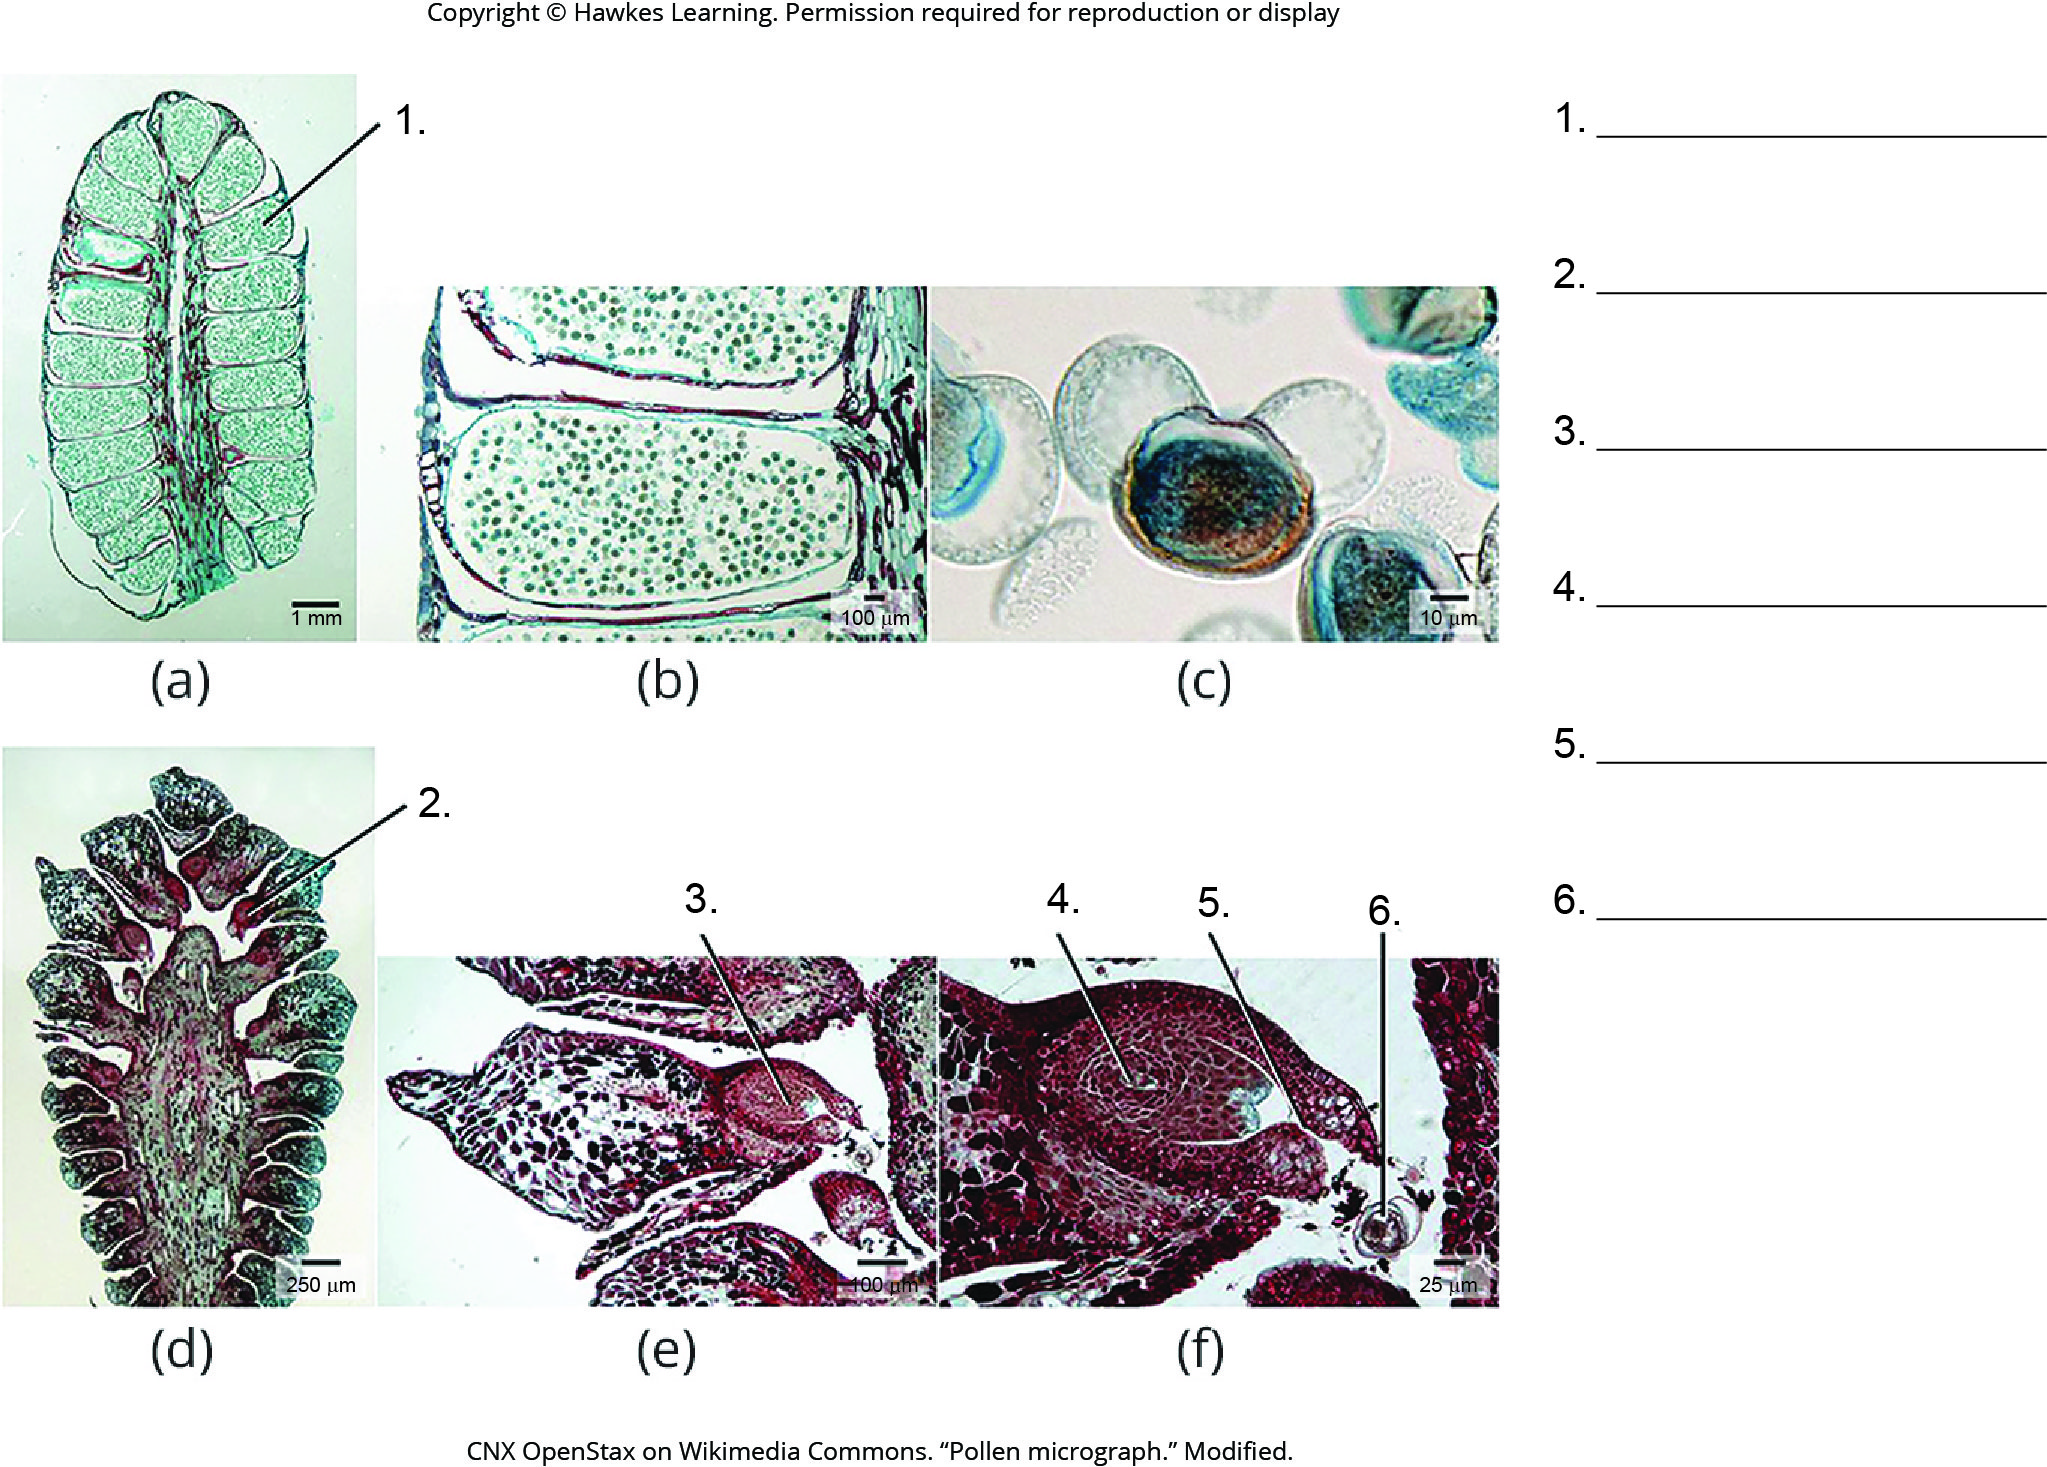 Copyright © Hawkes Learning. Permission required for reproduction or display
1.
1 mm
100 µm
10 µm
(a)
(b)
(c)
2.
3.
4.
5.
6.
250 µm
100 µm
25 µm
(d)
(e)
(f)
1.
2.
3.
4.
5.
6.
CNX OpenStax on Wikimedia Commons. “Pollen micrograph.” Modified.